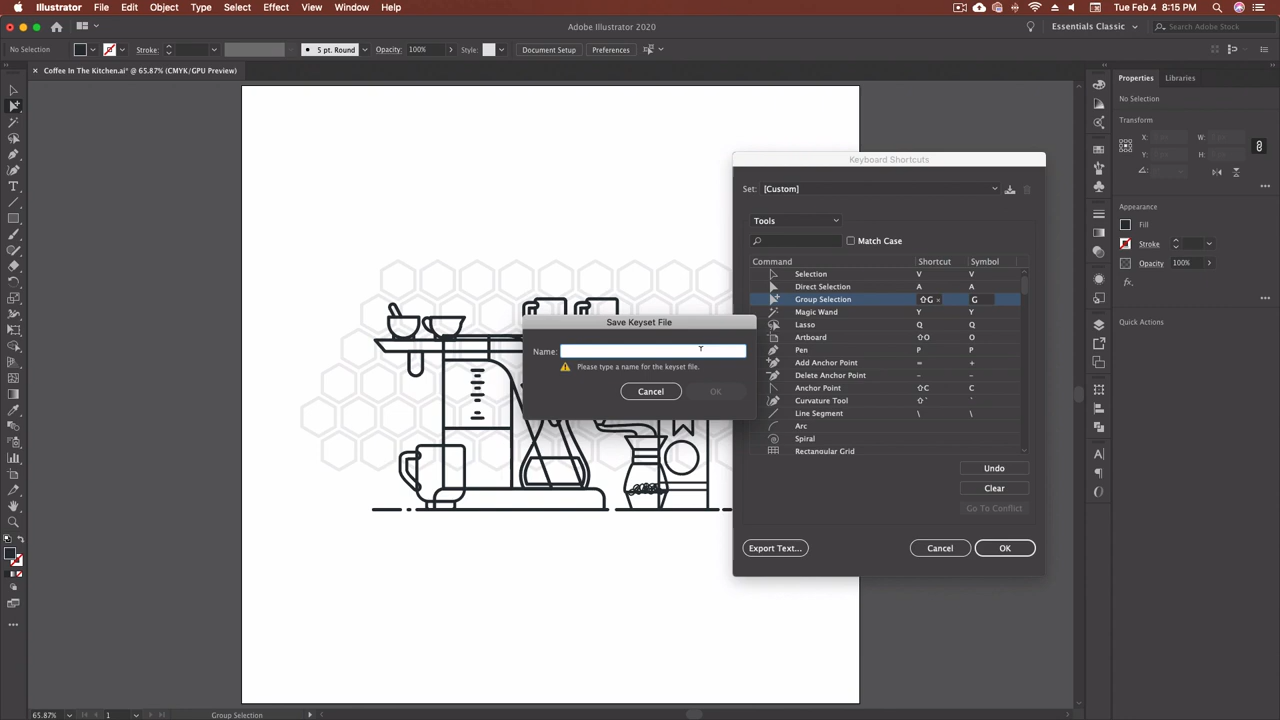 Illustrator File Edit Object Type Select Effect View Window Help Tue Feb 4 8:15 PM
Adobe Illustrator 2020 Essentials Classic Search Adobe Stock
No Selection Stroke: 5 pt. Round Opacity: 100% Style: Document Setup Preferences
× Coffee In The Kitchen.ai* @ 65.87% (CMYK/GPU Preview)
Properties Libraries
No Selection
Transform
X: W:
Y: H:
Appearance
Fill
Stroke
Opacity 100%
fx.
Quick Actions
Keyboard Shortcuts
Set: [Custom]
Tools
Match Case
Command Shortcut Symbol
Selection V V
Direct Selection A A
Group Selection ⇧G × G
Magic Wand Y Y
Lasso Q Q
Artboard ⇧O O
Pen P P
Add Anchor Point = +
Delete Anchor Point - -
Anchor Point ⇧C C
Curvature Tool ⇧` `
Line Segment \ \
Arc
Spiral
Rectangular Grid
Undo
Clear
Go To Conflict
Export Text... Cancel OK
Save Keyset File
Name:
Please type a name for the keyset file.
Cancel OK
65.87% 1 Group Selection